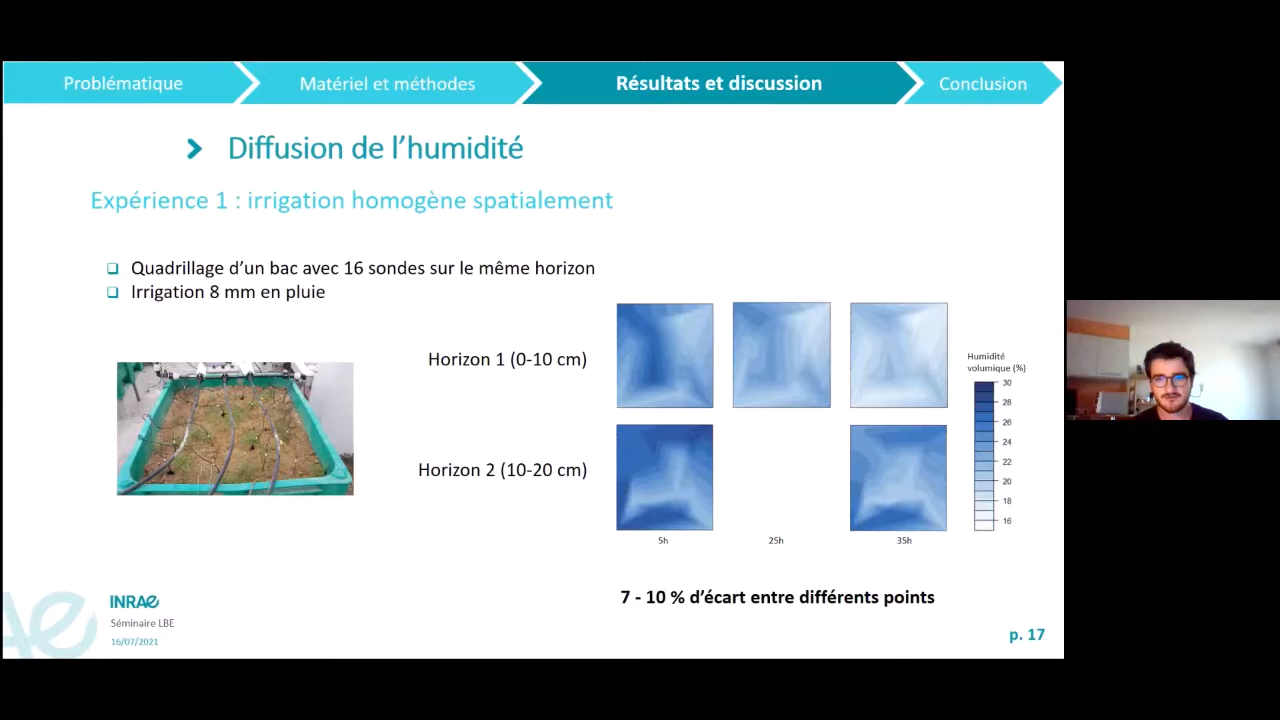 Problématique
Matériel et méthodes
Résultats et discussion
Conclusion
Diffusion de l'humidité
Expérience 1 : irrigation homogène spatialement
Quadrillage d'un bac avec 16 sondes sur le même horizon
Irrigation 8 mm en pluie
Horizon 1 (0-10 cm)
Horizon 2 (10-20 cm)
Humidité
volumique (%)
30
28
26
24
22
20
18
16
5h
25h
35h
7 - 10 % d'écart entre différents points
INRAE
Séminaire LBE
16/07/2021
p. 17